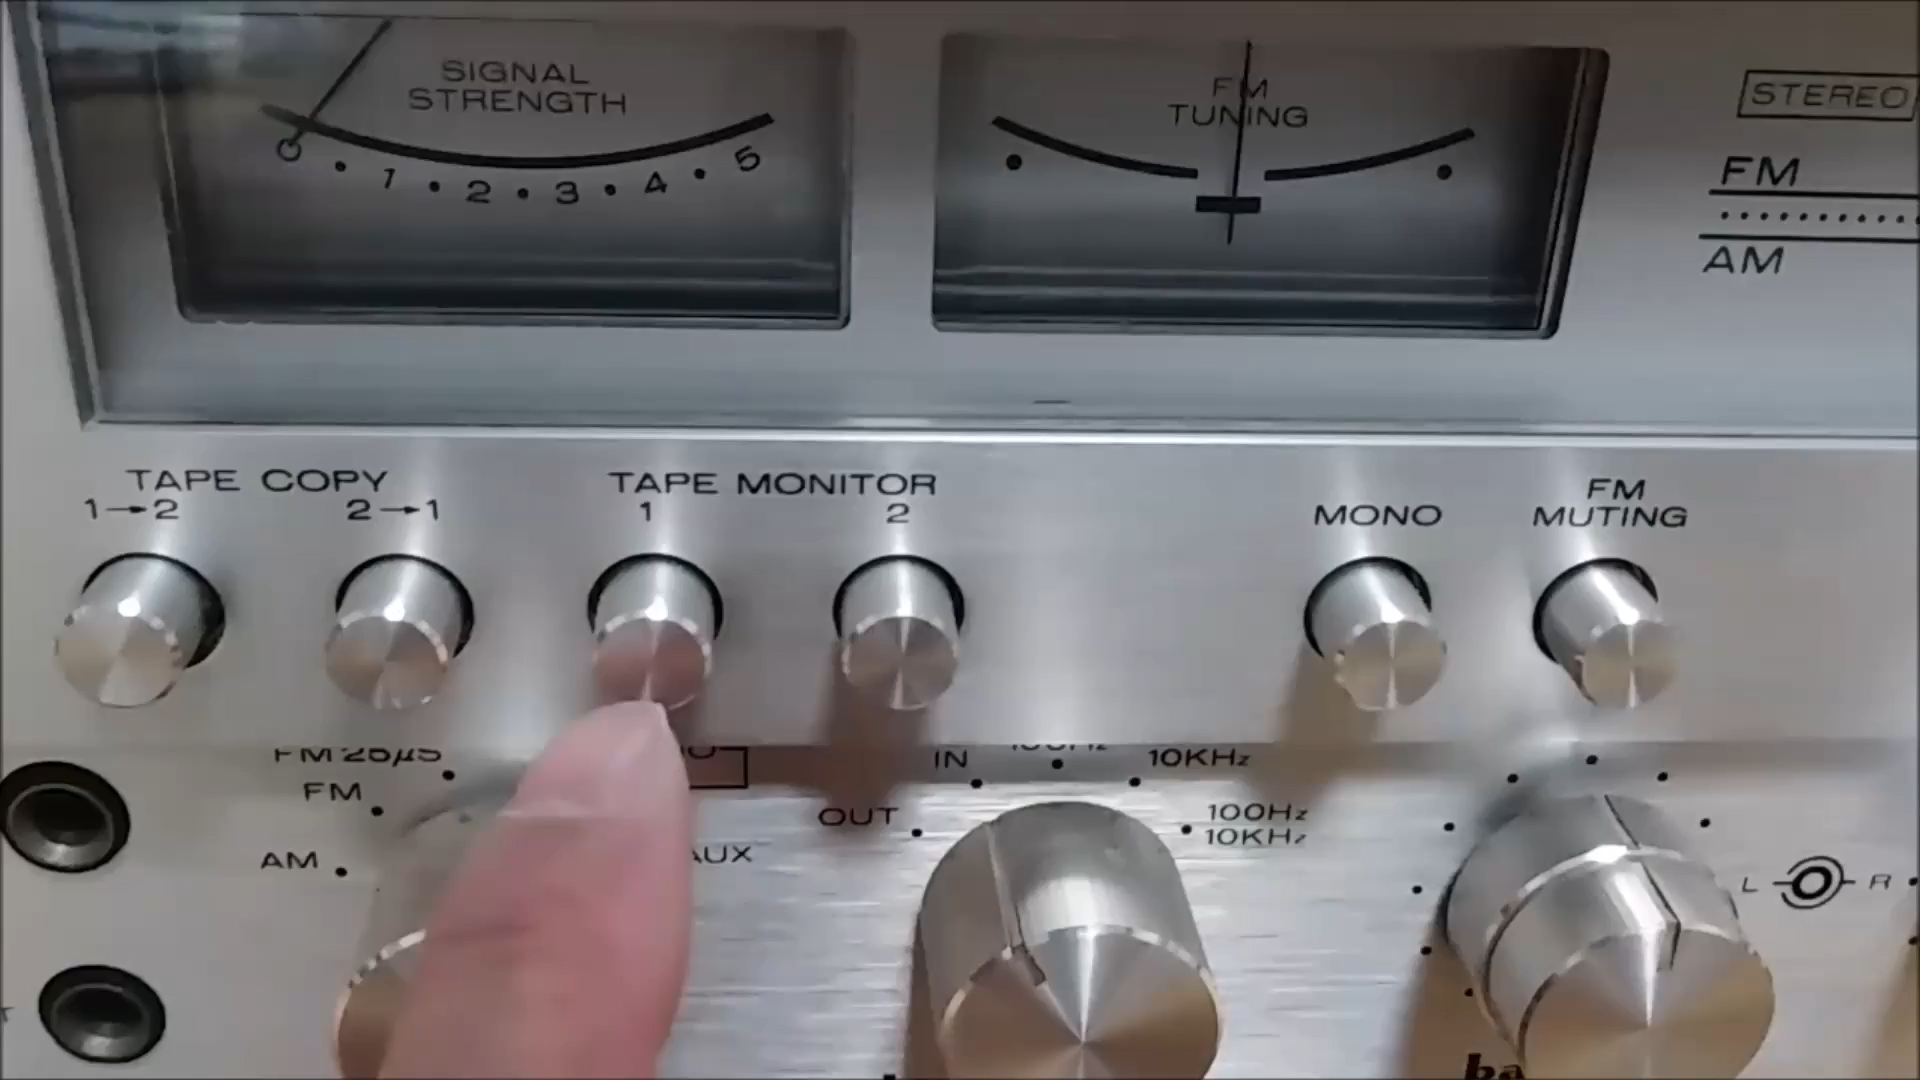 SIGNAL
STRENGTH
0 · 1 · 2 · 3 · 4 · 5
FM
TUNING
STEREO
FM
AM
TAPE COPY
1→2 2→1
TAPE MONITOR
1 2
MONO
FM
MUTING
FM 25μS
FM
AM
AUX
OUT
IN
100Hz
10KHz
100Hz
10KHz
L R